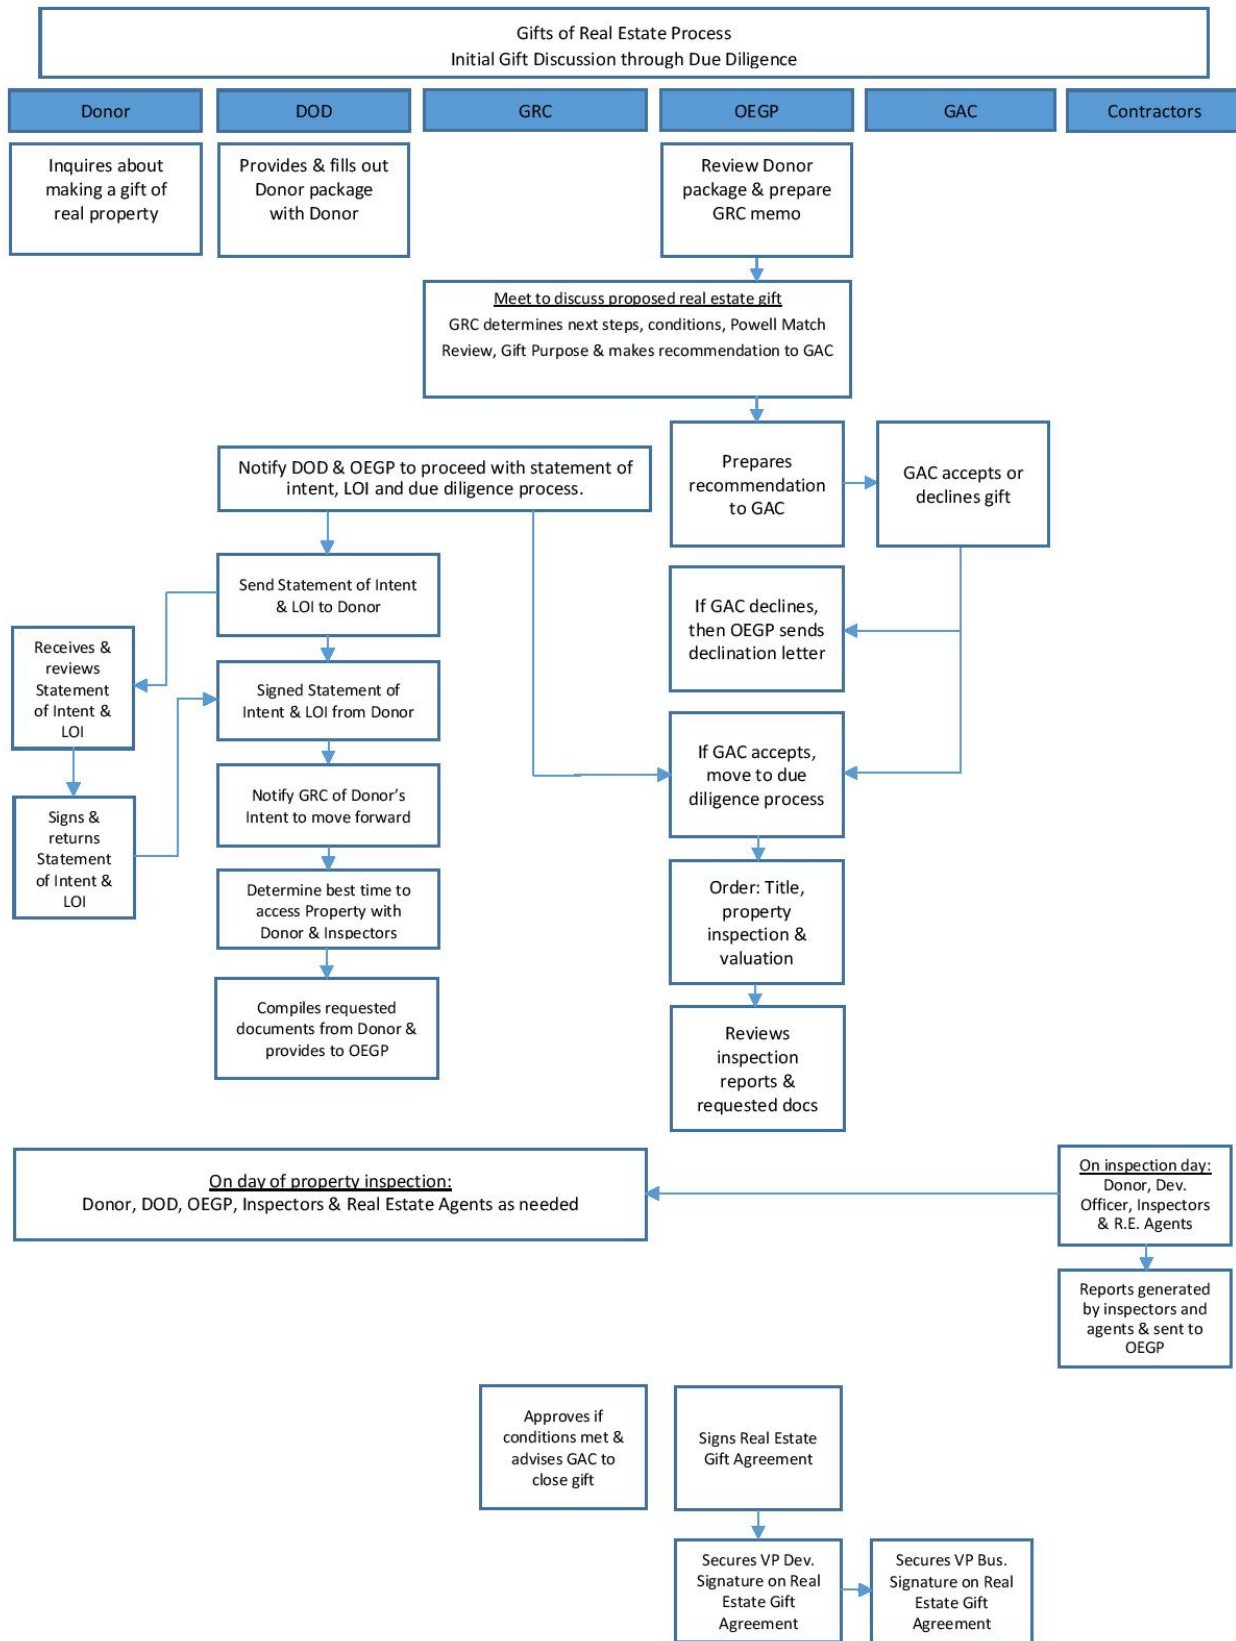 Gifts of Real Estate Process
Initial Gift Discussion through Due Diligence
Donor
DOD
GRC
OEGP
GAC
Contractors
Inquires about
making a gift of
real property
Provides & fills out
Donor package
with Donor
Review Donor
package & prepare
GRC memo
Meet to discuss proposed real estate gift
GRC determines next steps, conditions, Powell Match
Review, Gift Purpose & makes recommendation to GAC
Notify DOD & OEGP to proceed with statement of
intent, LOI and due diligence process.
Prepares
recommendation
to GAC
GAC accepts or
declines gift
Send Statement of Intent
& LOI to Donor
If GAC declines,
then OEGP sends
declination letter
Receives &
reviews
Statement
of Intent &
LOI
Signed Statement of
Intent & LOI from Donor
If GAC accepts,
move to due
diligence process
Notify GRC of Donor’s
Intent to move forward
Signs &
returns
Statement
of Intent &
LOI
Determine best time to
access Property with
Donor & Inspectors
Order: Title,
property
inspection &
valuation
Compiles requested
documents from Donor &
provides to OEGP
Reviews
inspection
reports &
requested docs
On day of property inspection:
Donor, DOD, OEGP, Inspectors & Real Estate Agents as needed
On inspection day:
Donor, Dev.
Officer, Inspectors
& R.E. Agents
Reports generated
by inspectors and
agents & sent to
OEGP
Approves if
conditions met &
advises GAC to
close gift
Signs Real Estate
Gift Agreement
Secures VP Dev.
Signature on Real
Estate Gift
Agreement
Secures VP Bus.
Signature on Real
Estate Gift
Agreement